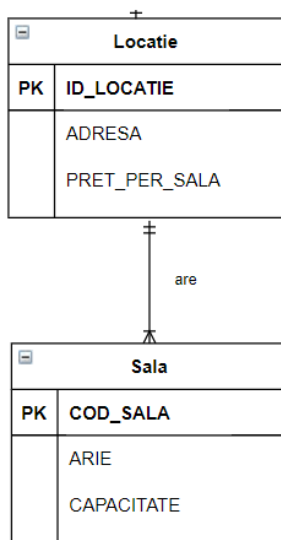 Locatie
PK ID_LOCATIE
ADRESA
PRET_PER_SALA
are
Sala
PK COD_SALA
ARIE
CAPACITATE